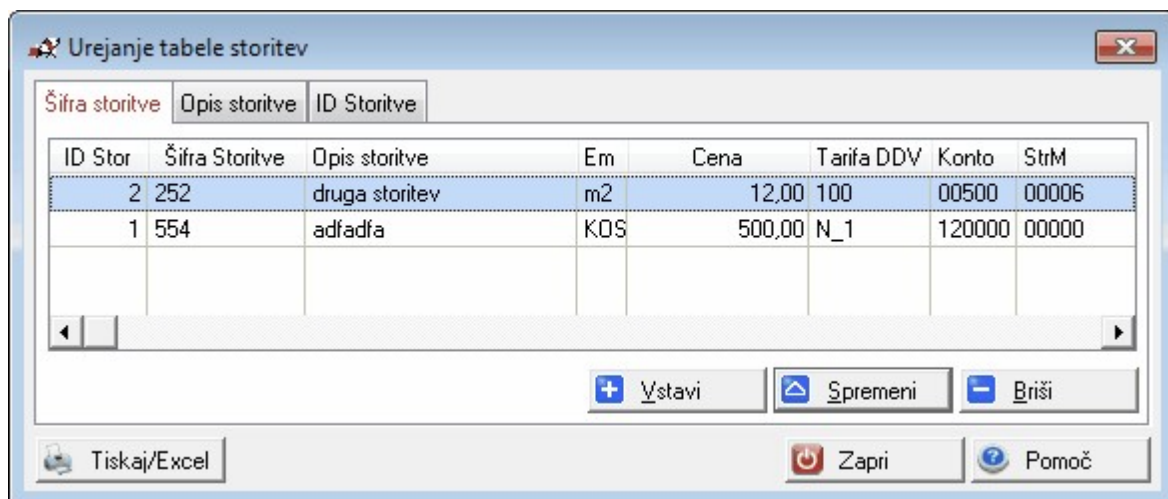 Urejanje tabele storitev
Šifra storitve Opis storitve ID Storitve
ID Stor Šifra Storitve Opis storitve Em Cena Tarifa DDV Konto StrM
2 252 druga storitev m2 12,00 100 00500 00006
1 554 adfadfa KOS 500,00 N_1 120000 00000
Vstavi Spremeni Briši
Tiskaj/Excel Zapri Pomoč